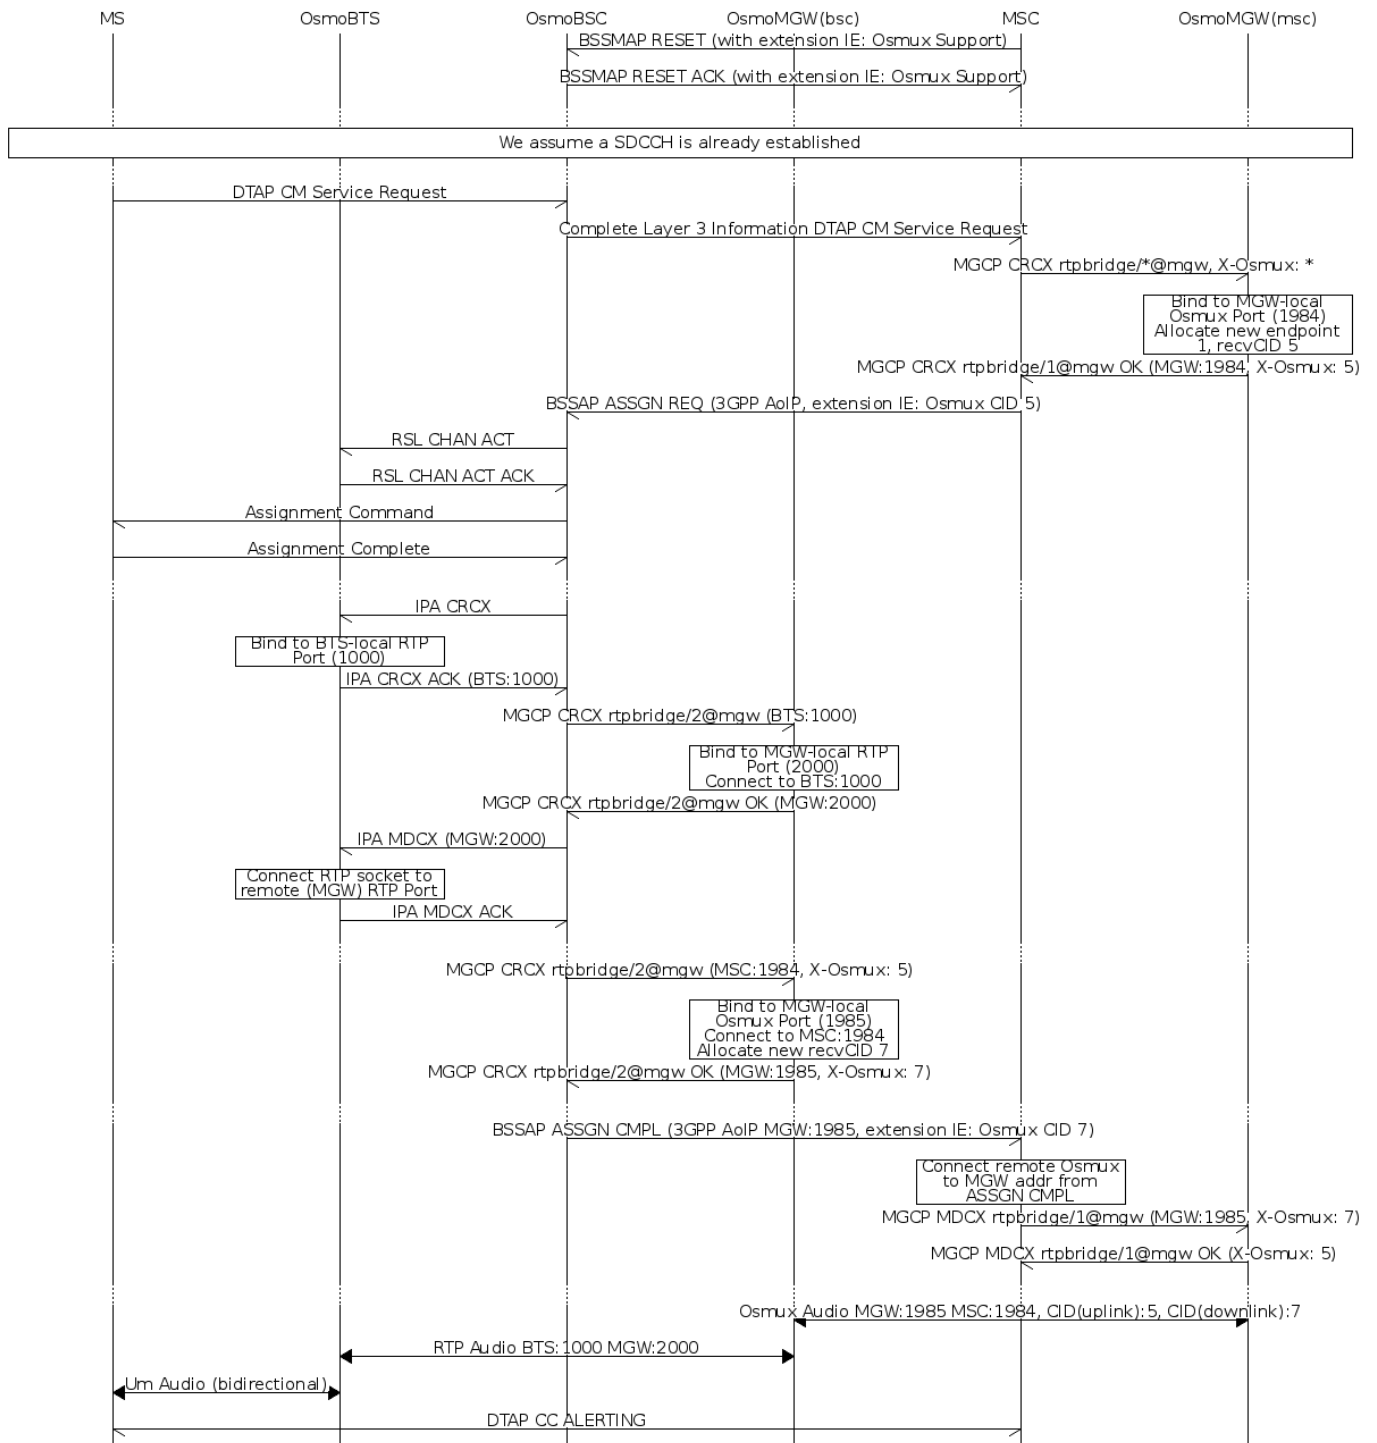 MS OsmoBTS OsmoBSC OsmoMGW(bsc) MSC OsmoMGW(msc)
BSSMAP RESET (with extension IE: Osmux Support)
BSSMAP RESET ACK (with extension IE: Osmux Support)
We assume a SDCCH is already established
DTAP CM Service Request
Complete Layer 3 Information DTAP CM Service Request
MGCP CRCX rtpbridge/*@mgw, X-Osmux: *
Bind to MGW-local
Osmux Port (1984)
Allocate new endpoint
1, recvCID 5
MGCP CRCX rtpbridge/1@mgw OK (MGW:1984, X-Osmux: 5)
BSSAP ASSGN REQ (3GPP AoIP, extension IE: Osmux CID 5)
RSL CHAN ACT
RSL CHAN ACT ACK
Assignment Command
Assignment Complete
IPA CRCX
Bind to BTS-local RTP
Port (1000)
IPA CRCX ACK (BTS:1000)
MGCP CRCX rtpbridge/2@mgw (BTS:1000)
Bind to MGW-local RTP
Port (2000)
Connect to BTS:1000
MGCP CRCX rtpbridge/2@mgw OK (MGW:2000)
IPA MDCX (MGW:2000)
Connect RTP socket to
remote (MGW) RTP Port
IPA MDCX ACK
MGCP CRCX rtpbridge/2@mgw (MSC:1984, X-Osmux: 5)
Bind to MGW-local
Osmux Port (1985)
Connect to MSC:1984
Allocate new recvCID 7
MGCP CRCX rtpbridge/2@mgw OK (MGW:1985, X-Osmux: 7)
BSSAP ASSGN CMPL (3GPP AoIP MGW:1985, extension IE: Osmux CID 7)
Connect remote Osmux
to MGW addr from
ASSGN CMPL
MGCP MDCX rtpbridge/1@mgw (MGW:1985, X-Osmux: 7)
MGCP MDCX rtpbridge/1@mgw OK (X-Osmux: 5)
Osmux Audio MGW:1985 MSC:1984, CID(uplink):5, CID(downlink):7
RTP Audio BTS:1000 MGW:2000
Um Audio (bidirectional)
DTAP CC ALERTING